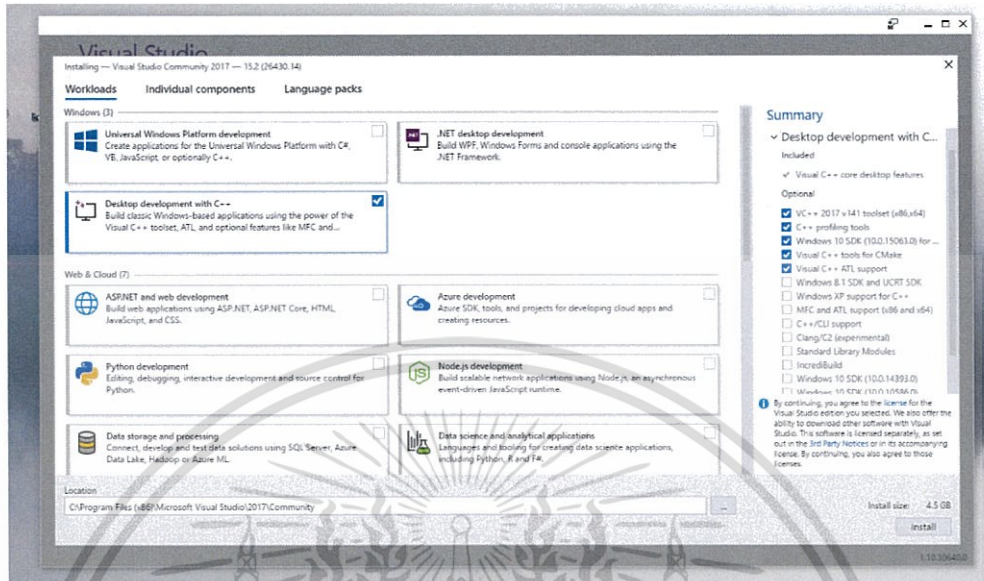 Visual Studio
Installing — Visual Studio Community 2017 — 15.2 (26430.14)
Workloads
Individual components
Language packs
Windows (3)
Universal Windows Platform development
Create applications for the Universal Windows Platform with C#,
VB, JavaScript, or optionally C++.
.NET desktop development
Build WPF, Windows Forms and console applications using the
.NET Framework.
Desktop development with C++
Build classic Windows-based applications using the power of the
Visual C++ toolset, ATL, and optional features like MFC and...
Web & Cloud (7)
ASP.NET and web development
Build web applications using ASP.NET, ASP.NET Core, HTML,
JavaScript, and CSS.
Azure development
Azure SDK, tools, and projects for developing cloud apps and
creating resources.
Python development
Editing, debugging, interactive development and source control for
Python.
Node.js development
Build scalable network applications using Node.js, an asynchronous
event-driven JavaScript runtime.
Data storage and processing
Connect, develop and test data solutions using SQL Server, Azure
Data Lake, Hadoop or Azure ML.
Data science and analytical applications
Languages and tooling for creating data science applications,
including Python, R and F#.
Location
C:\Program Files (x86)\Microsoft Visual Studio\2017\Community
...
Summary
Desktop development with C...
Included
Visual C++ core desktop features
Optional
VC++ 2017 v141 toolset (x86,x64)
C++ profiling tools
Windows 10 SDK (10.0.15063.0) for ...
Visual C++ tools for CMake
Visual C++ ATL support
Windows 8.1 SDK and UCRT SDK
Windows XP support for C++
MFC and ATL support (x86 and x64)
C++/CLI support
Clang/C2 (experimental)
Standard Library Modules
IncrediBuild
Windows 10 SDK (10.0.14393.0)
Windows 10 SDK (10.0.10586.0)
By continuing, you agree to the license for the
Visual Studio edition you selected. We also offer the
ability to download other software with Visual
Studio. This software is licensed separately, as set
out in the 3rd Party Notices or in its accompanying
license. By continuing, you also agree to those
licenses.
Install size: 4.5 GB
Install
1.10.30640.0